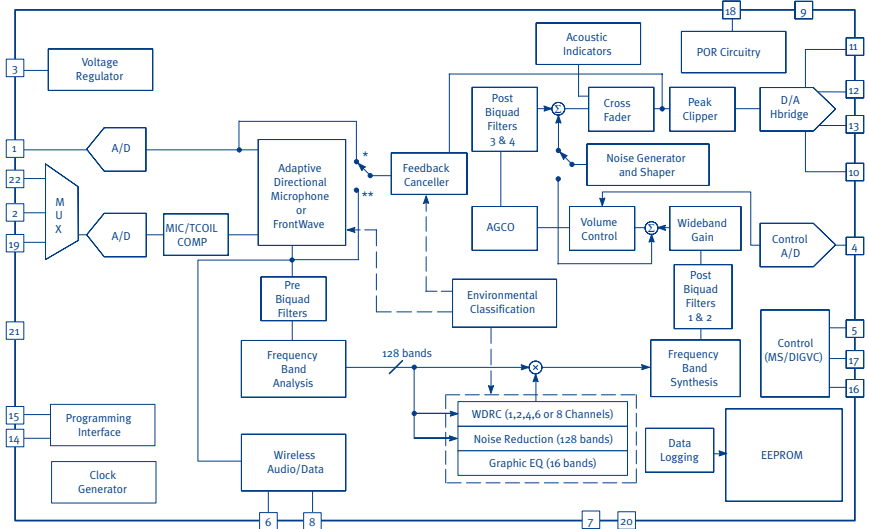 18
9
Acoustic
Indicators
POR Circuitry
11
3
Voltage
Regulator
12
Post
Biquad
Filters
3 & 4
Σ
Cross
Fader
Peak
Clipper
D/A
Hbridge
13
1
A/D
*
Adaptive
Directional
Microphone
or
FrontWave
Feedback
Canceller
Noise Generator
and Shaper
10
22
**
MUX
2
19
A/D
MIC/TCOIL
COMP
AGCO
Volume
Control
Σ
Wideband
Gain
Control
A/D
4
Pre
Biquad
Filters
Environmental
Classification
Post
Biquad
Filters
1 & 2
21
Control
(MS/DIGVC)
5
17
16
Frequency
Band
Analysis
128 bands
×
Frequency
Band
Synthesis
15
14
Programming
Interface
WDRC (1,2,4,6 or 8 Channels)
Noise Reduction (128 bands)
Graphic EQ (16 bands)
Wireless
Audio/Data
Data
Logging
EEPROM
Clock
Generator
6
8
7
20